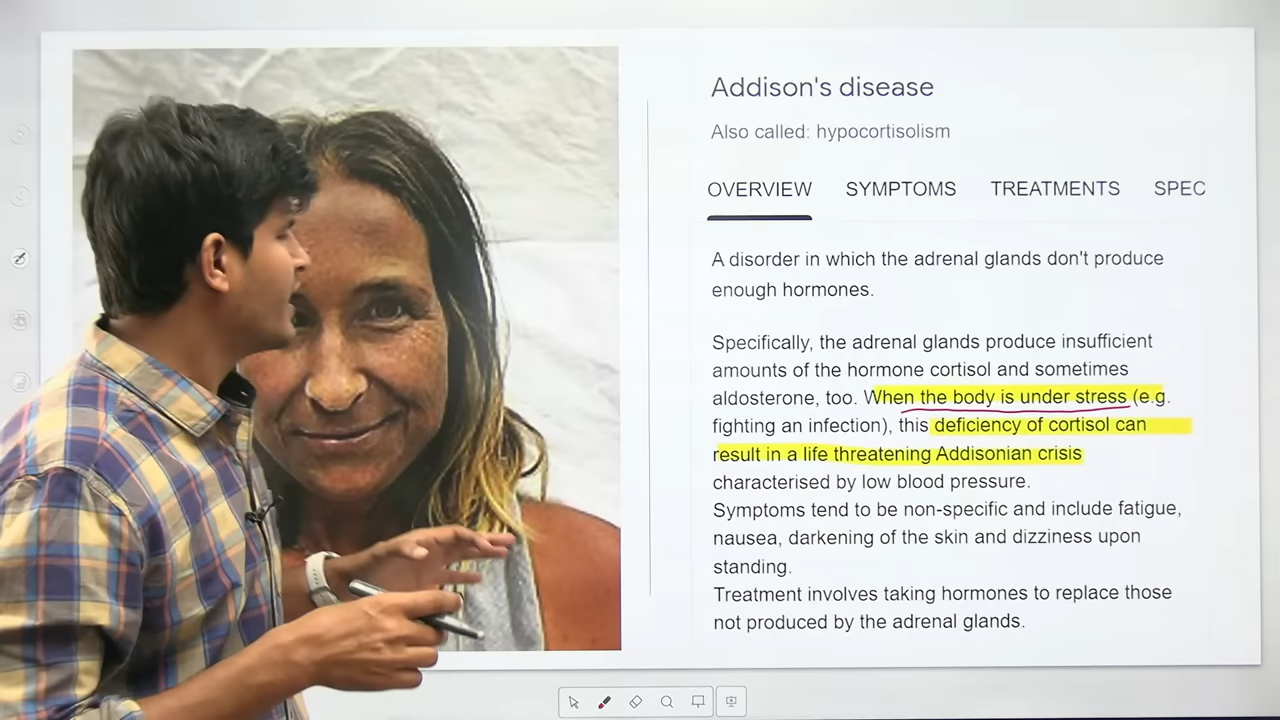 Addison's disease
Also called: hypocortisolism
OVERVIEW SYMPTOMS TREATMENTS SPEC
A disorder in which the adrenal glands don't produce
enough hormones.
Specifically, the adrenal glands produce insufficient
amounts of the hormone cortisol and sometimes
aldosterone, too. When the body is under stress (e.g.
fighting an infection), this deficiency of cortisol can
result in a life threatening Addisonian crisis
characterised by low blood pressure.
Symptoms tend to be non-specific and include fatigue,
nausea, darkening of the skin and dizziness upon
standing.
Treatment involves taking hormones to replace those
not produced by the adrenal glands.